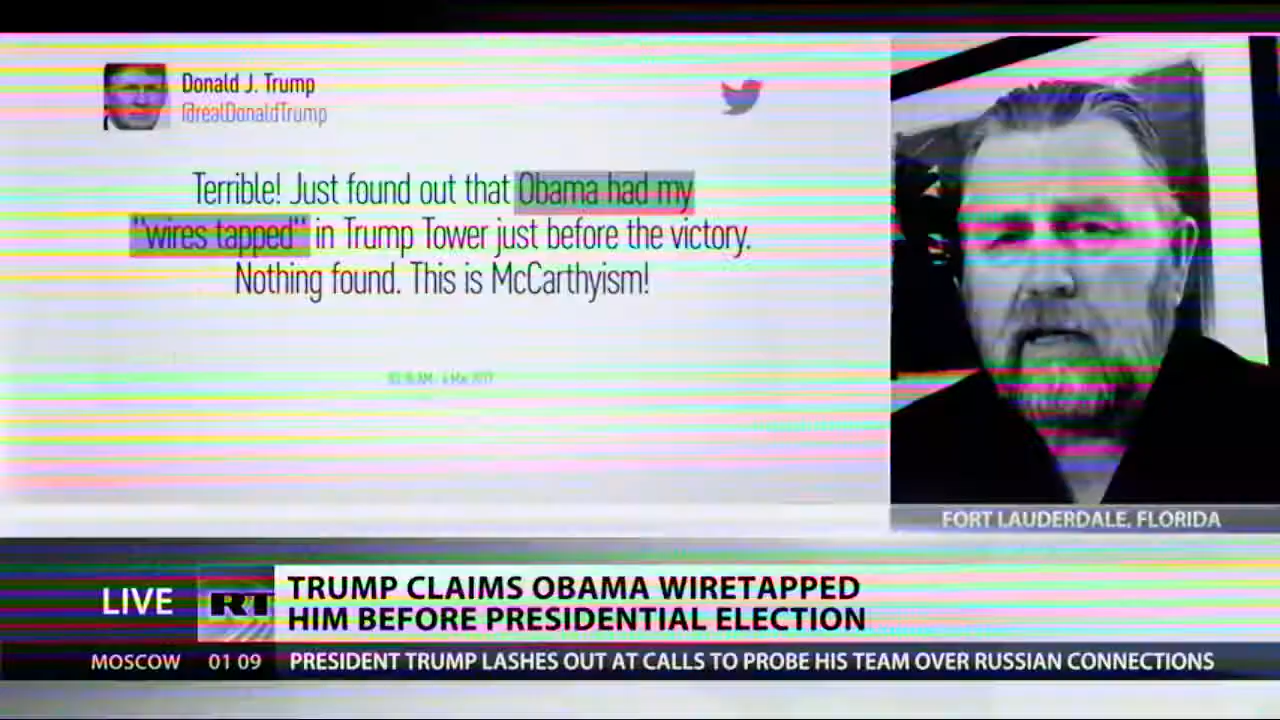 Donald J. Trump
@realDonaldTrump
Terrible! Just found out that Obama had my
"wires tapped" in Trump Tower just before the victory.
Nothing found. This is McCarthyism!
FORT LAUDERDALE, FLORIDA
LIVE RT TRUMP CLAIMS OBAMA WIRETAPPED
HIM BEFORE PRESIDENTIAL ELECTION
MOSCOW 01 09 PRESIDENT TRUMP LASHES OUT AT CALLS TO PROBE HIS TEAM OVER RUSSIAN CONNECTIONS